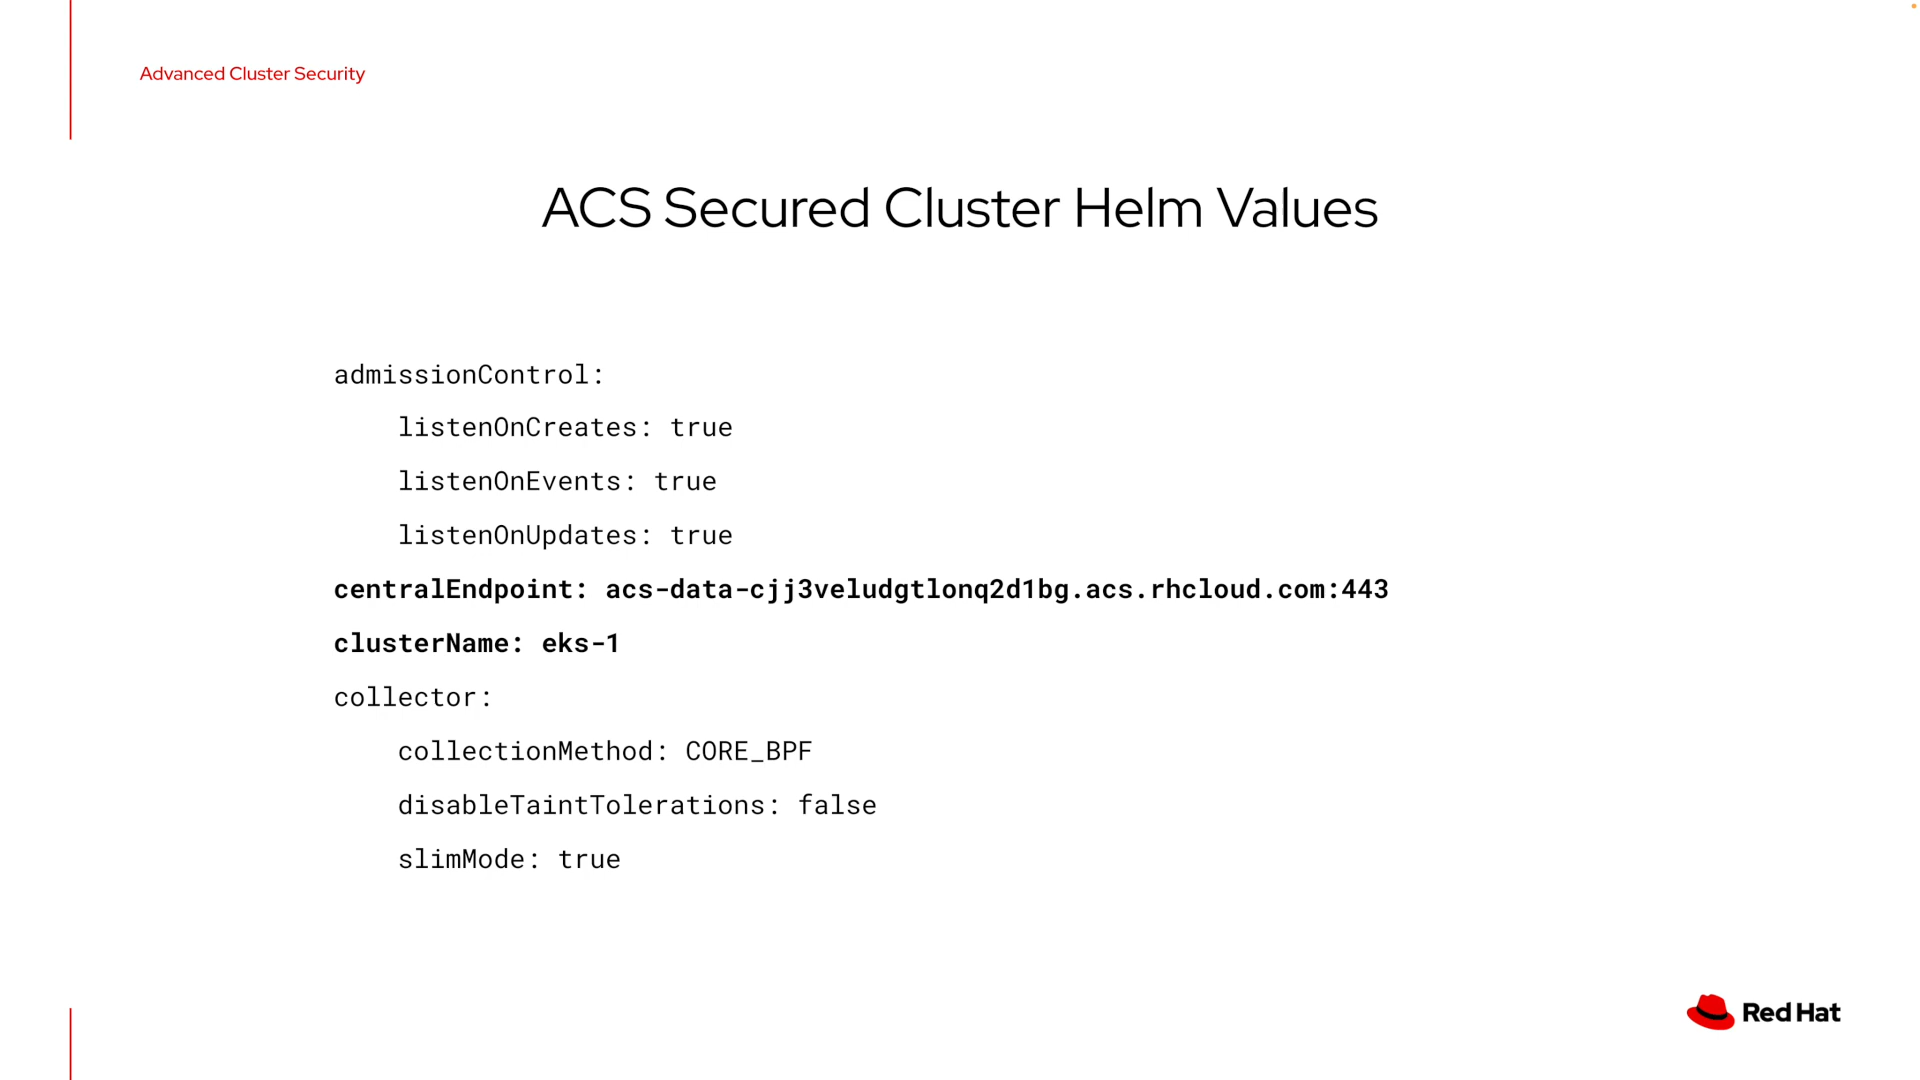 Advanced Cluster Security
ACS Secured Cluster Helm Values
admissionControl:
listenOnCreates: true
listenOnEvents: true
listenOnUpdates: true
centralEndpoint: acs-data-cjj3veludgtlonq2d1bg.acs.rhcloud.com:443
clusterName: eks-1
collector:
collectionMethod: CORE_BPF
disableTaintTolerations: false
slimMode: true
Red Hat